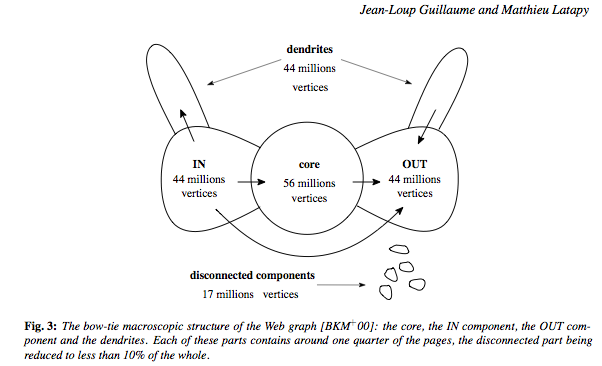 Jean-Loup Guillaume and Matthieu Latapy
dendrites
44 millions
vertices
IN
44 millions
vertices
core
56 millions
vertices
OUT
44 millions
vertices
disconnected components
17 millions vertices
Fig. 3: The bow-tie macroscopic structure of the Web graph [BKM+00]: the core, the IN component, the OUT com-
ponent and the dendrites. Each of these parts contains around one quarter of the pages, the disconnected part being
reduced to less than 10% of the whole.